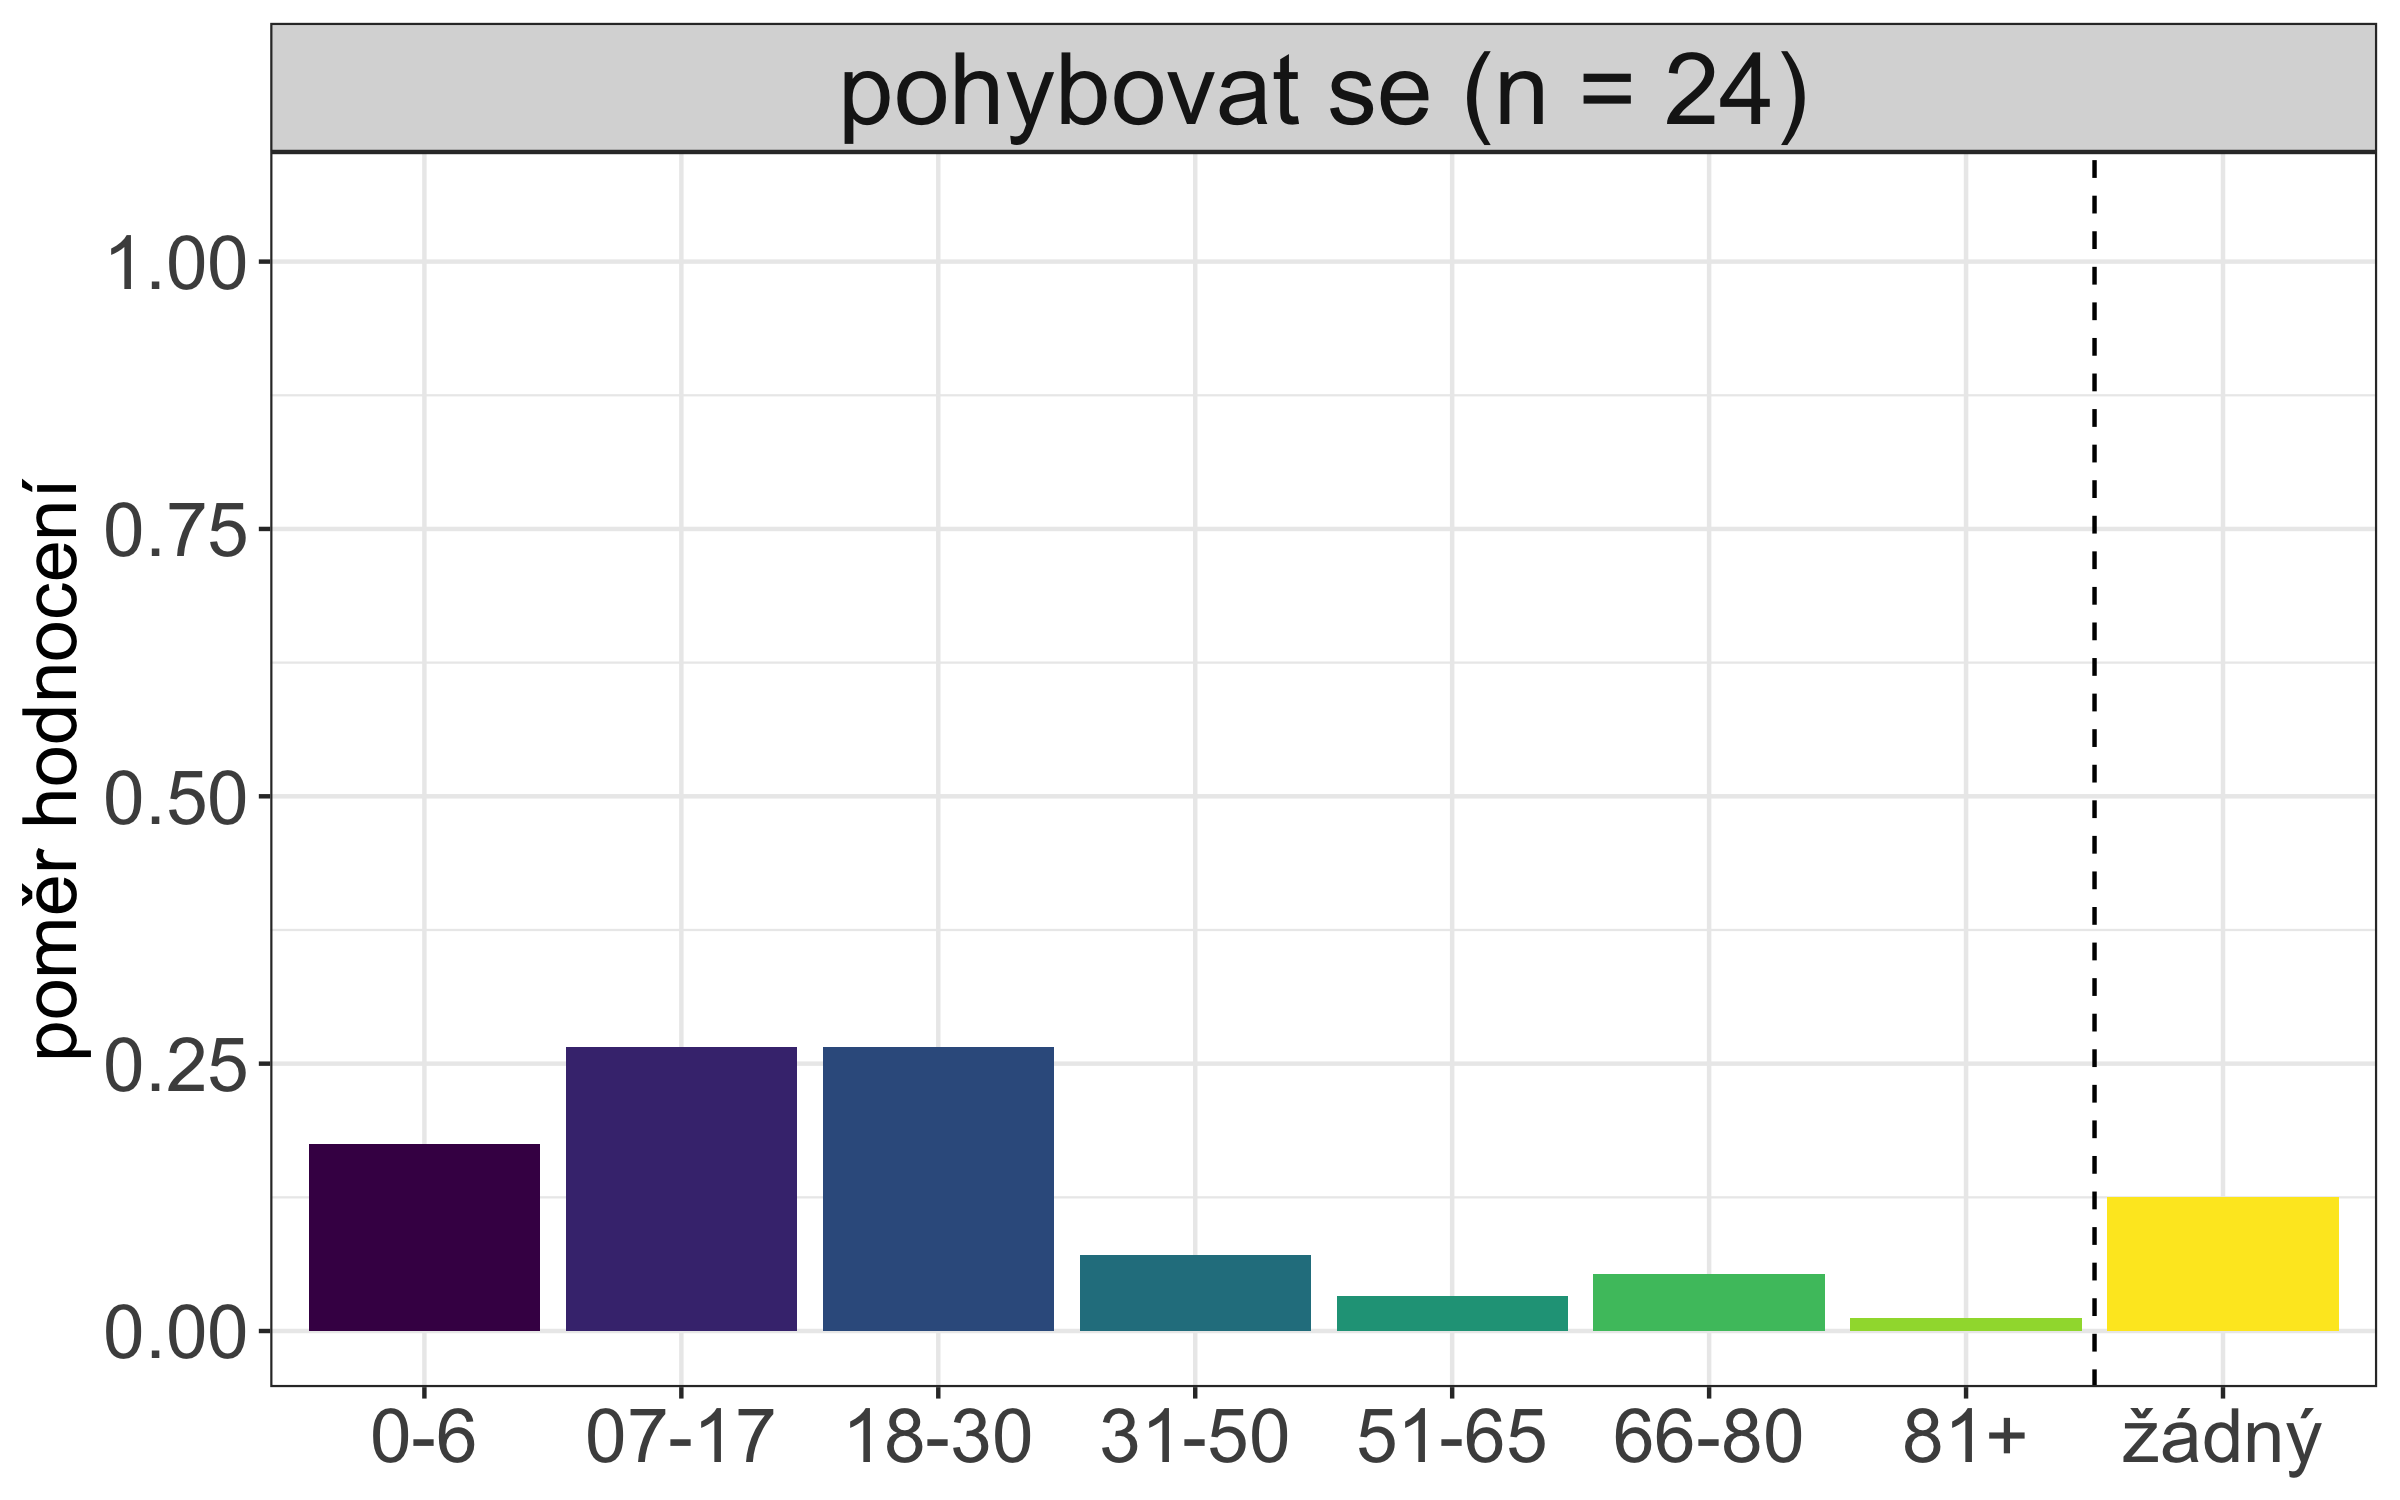 pohybovat se (n = 24)
poměr hodnocení
1.00
0.75
0.50
0.25
0.00
0-6 07-17 18-30 31-50 51-65 66-80 81+ žádný